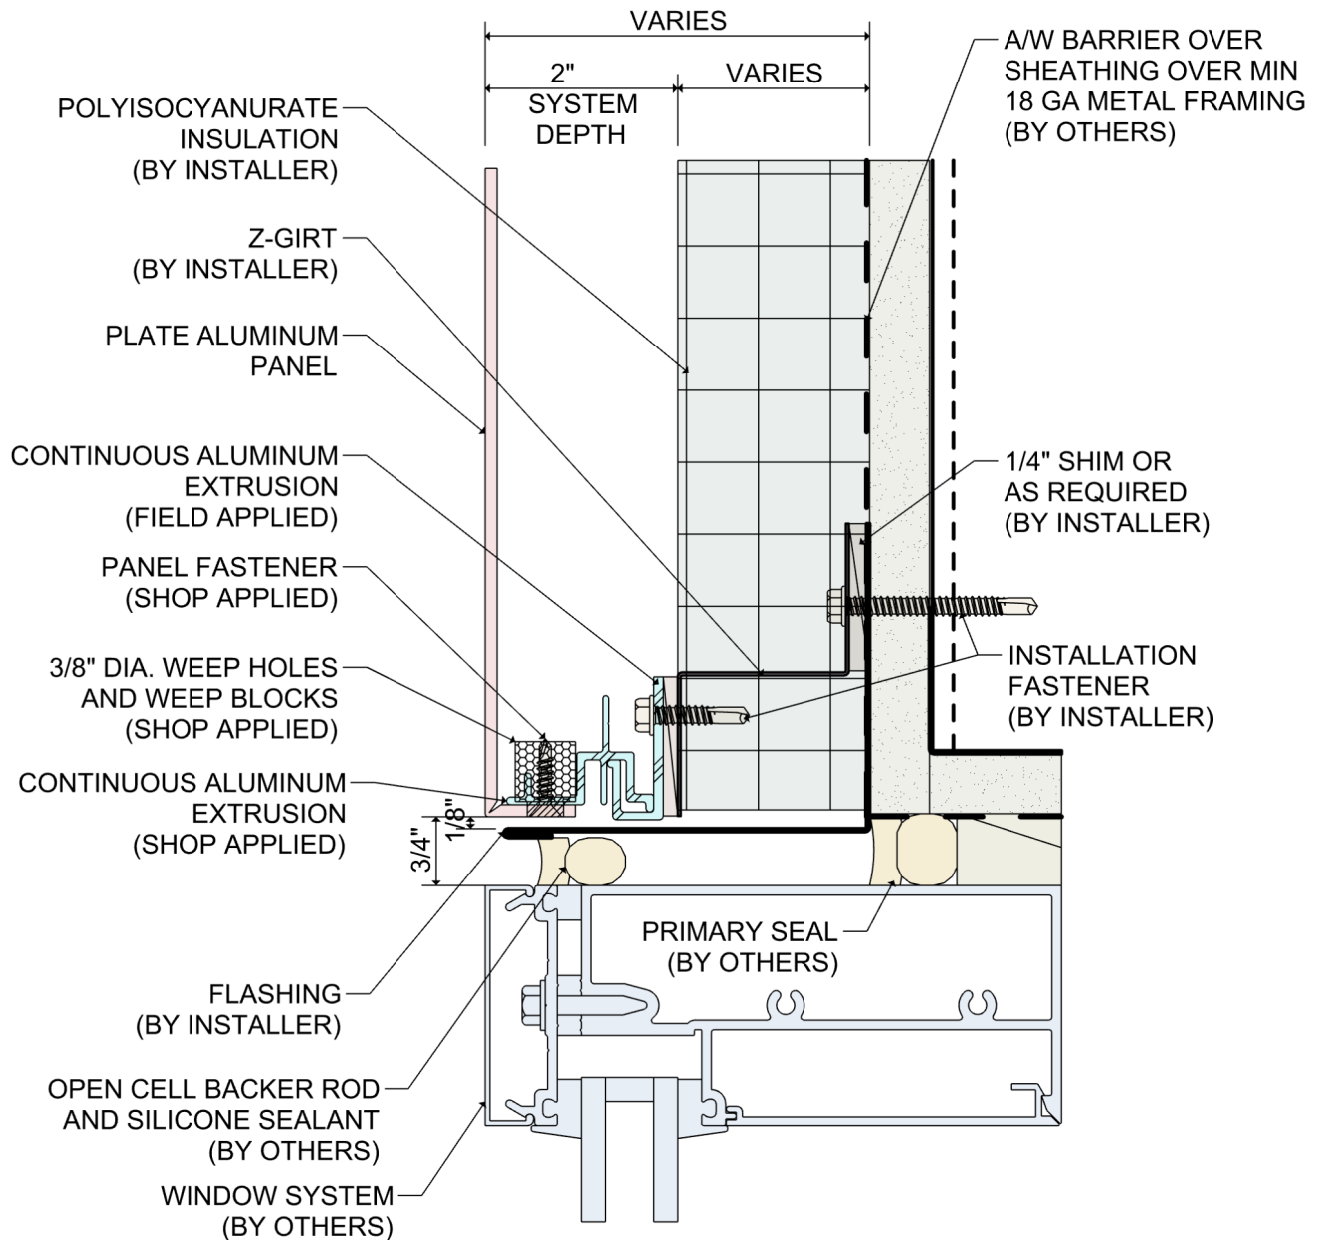 VARIES
2"
SYSTEM
DEPTH
VARIES
A/W BARRIER OVER
SHEATHING OVER MIN
18 GA METAL FRAMING
(BY OTHERS)
POLYISOCYANURATE
INSULATION
(BY INSTALLER)
Z-GIRT
(BY INSTALLER)
PLATE ALUMINUM
PANEL
CONTINUOUS ALUMINUM
EXTRUSION
(FIELD APPLIED)
1/4" SHIM OR
AS REQUIRED
(BY INSTALLER)
PANEL FASTENER
(SHOP APPLIED)
3/8" DIA. WEEP HOLES
AND WEEP BLOCKS
(SHOP APPLIED)
INSTALLATION
FASTENER
(BY INSTALLER)
CONTINUOUS ALUMINUM
EXTRUSION
(SHOP APPLIED)
1/8"
3/4"
PRIMARY SEAL
(BY OTHERS)
FLASHING
(BY INSTALLER)
OPEN CELL BACKER ROD
AND SILICONE SEALANT
(BY OTHERS)
WINDOW SYSTEM
(BY OTHERS)